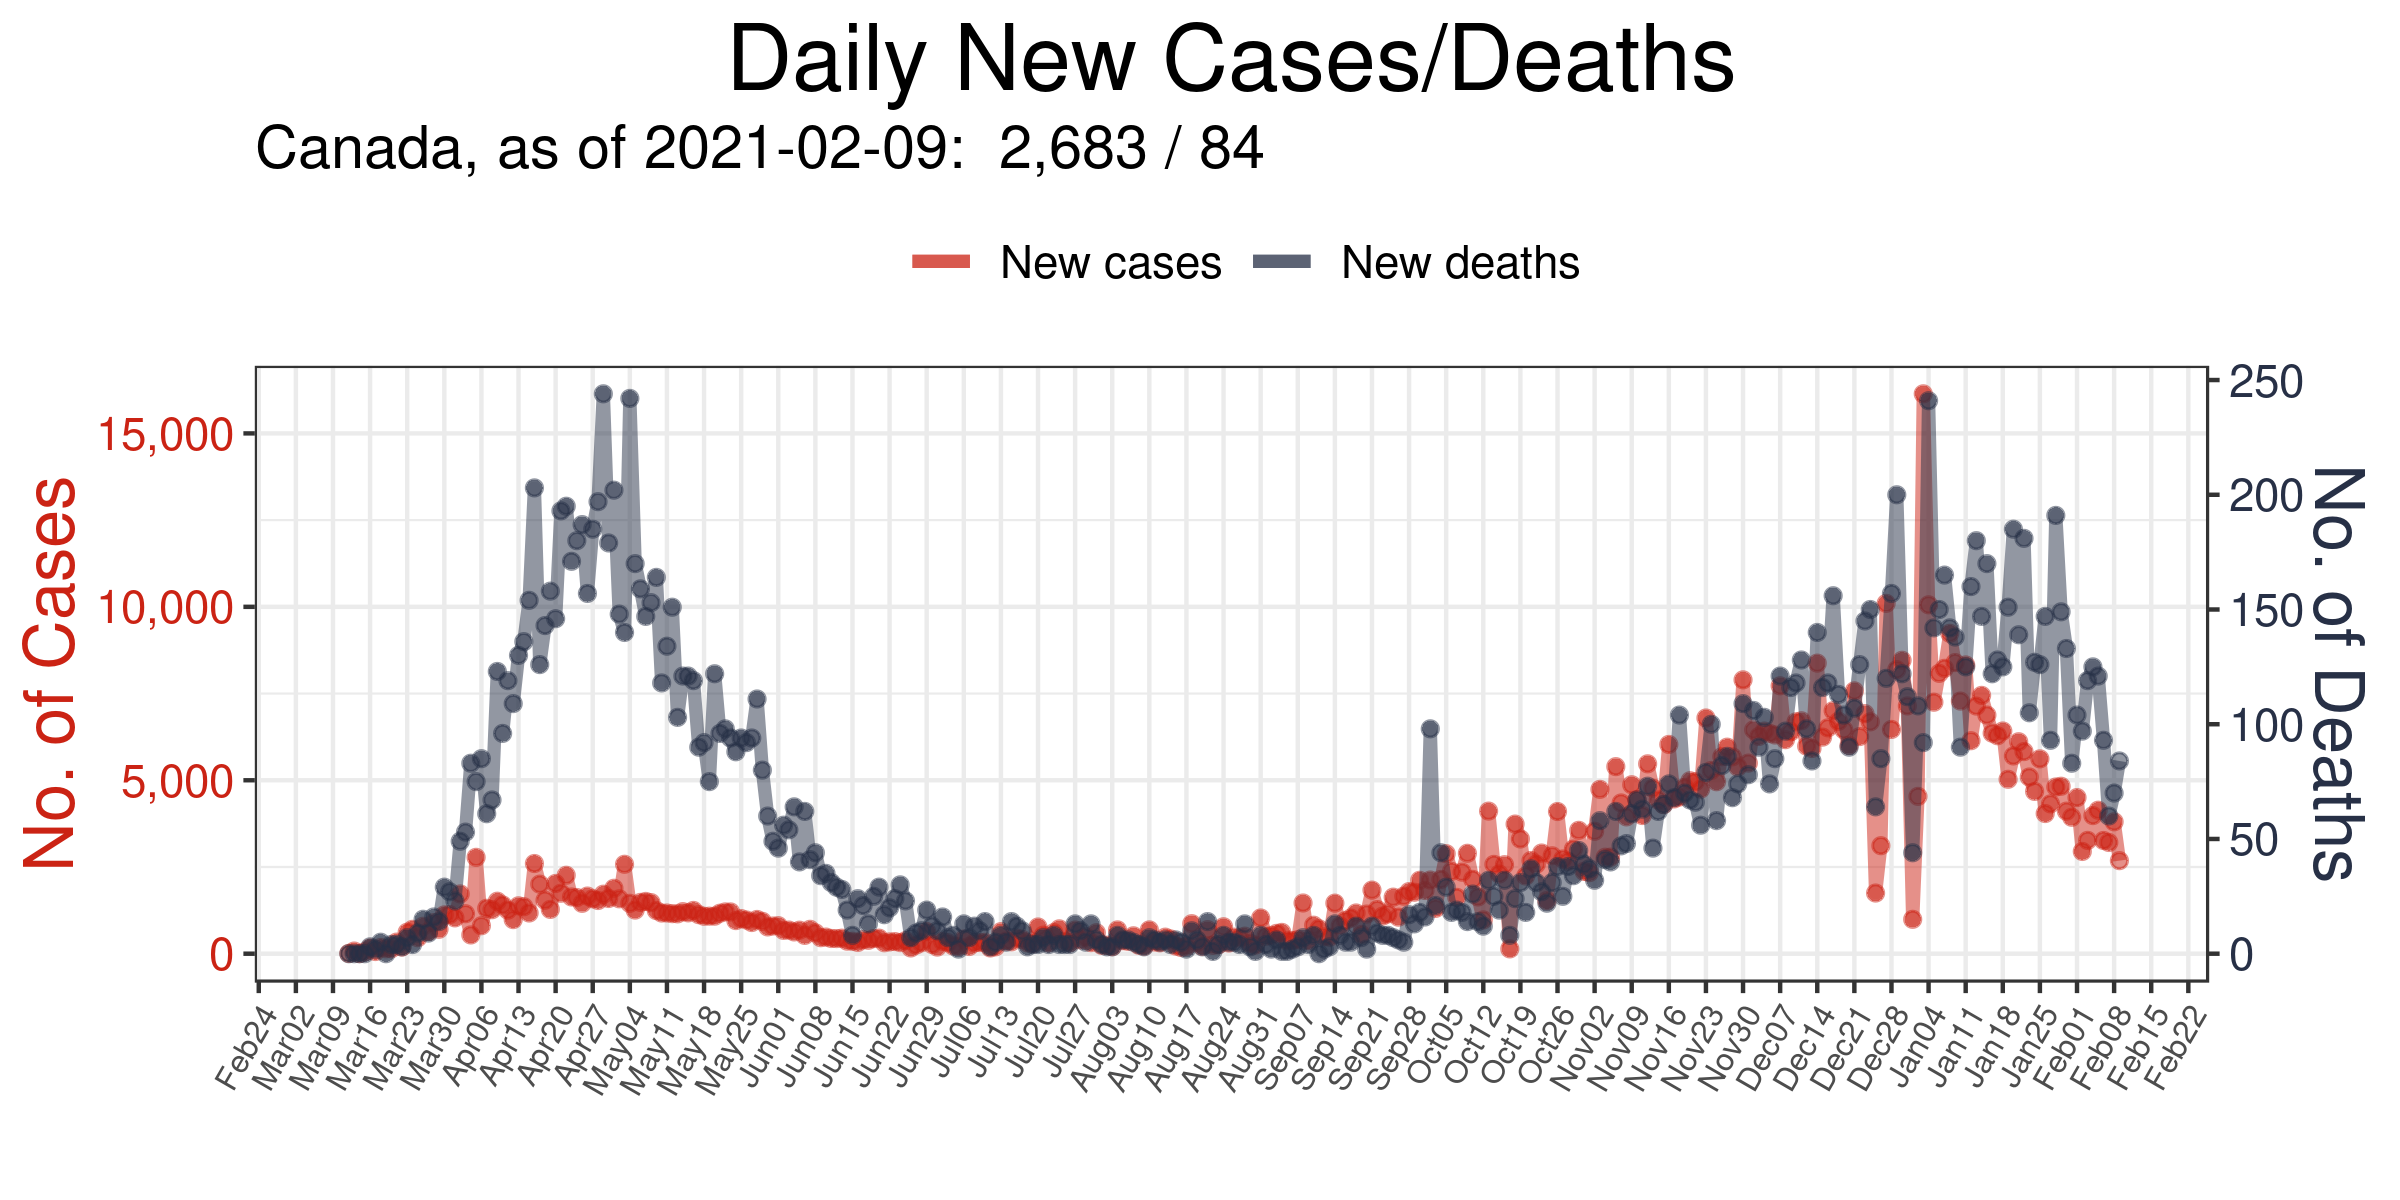 Daily New Cases/Deaths
Canada, as of 2021-02-09:  2,683 / 84
New cases
New deaths
No. of Cases
15,000
10,000
5,000
0
250
200
150
100
50
0
No. of Deaths
Feb24
Mar02
Mar09
Mar16
Mar23
Mar30
Apr06
Apr13
Apr20
Apr27
May04
May11
May18
May25
Jun01
Jun08
Jun15
Jun22
Jun29
Jul06
Jul13
Jul20
Jul27
Aug03
Aug10
Aug17
Aug24
Aug31
Sep07
Sep14
Sep21
Sep28
Oct05
Oct12
Oct19
Oct26
Nov02
Nov09
Nov16
Nov23
Nov30
Dec07
Dec14
Dec21
Dec28
Jan04
Jan11
Jan18
Jan25
Feb01
Feb08
Feb15
Feb22